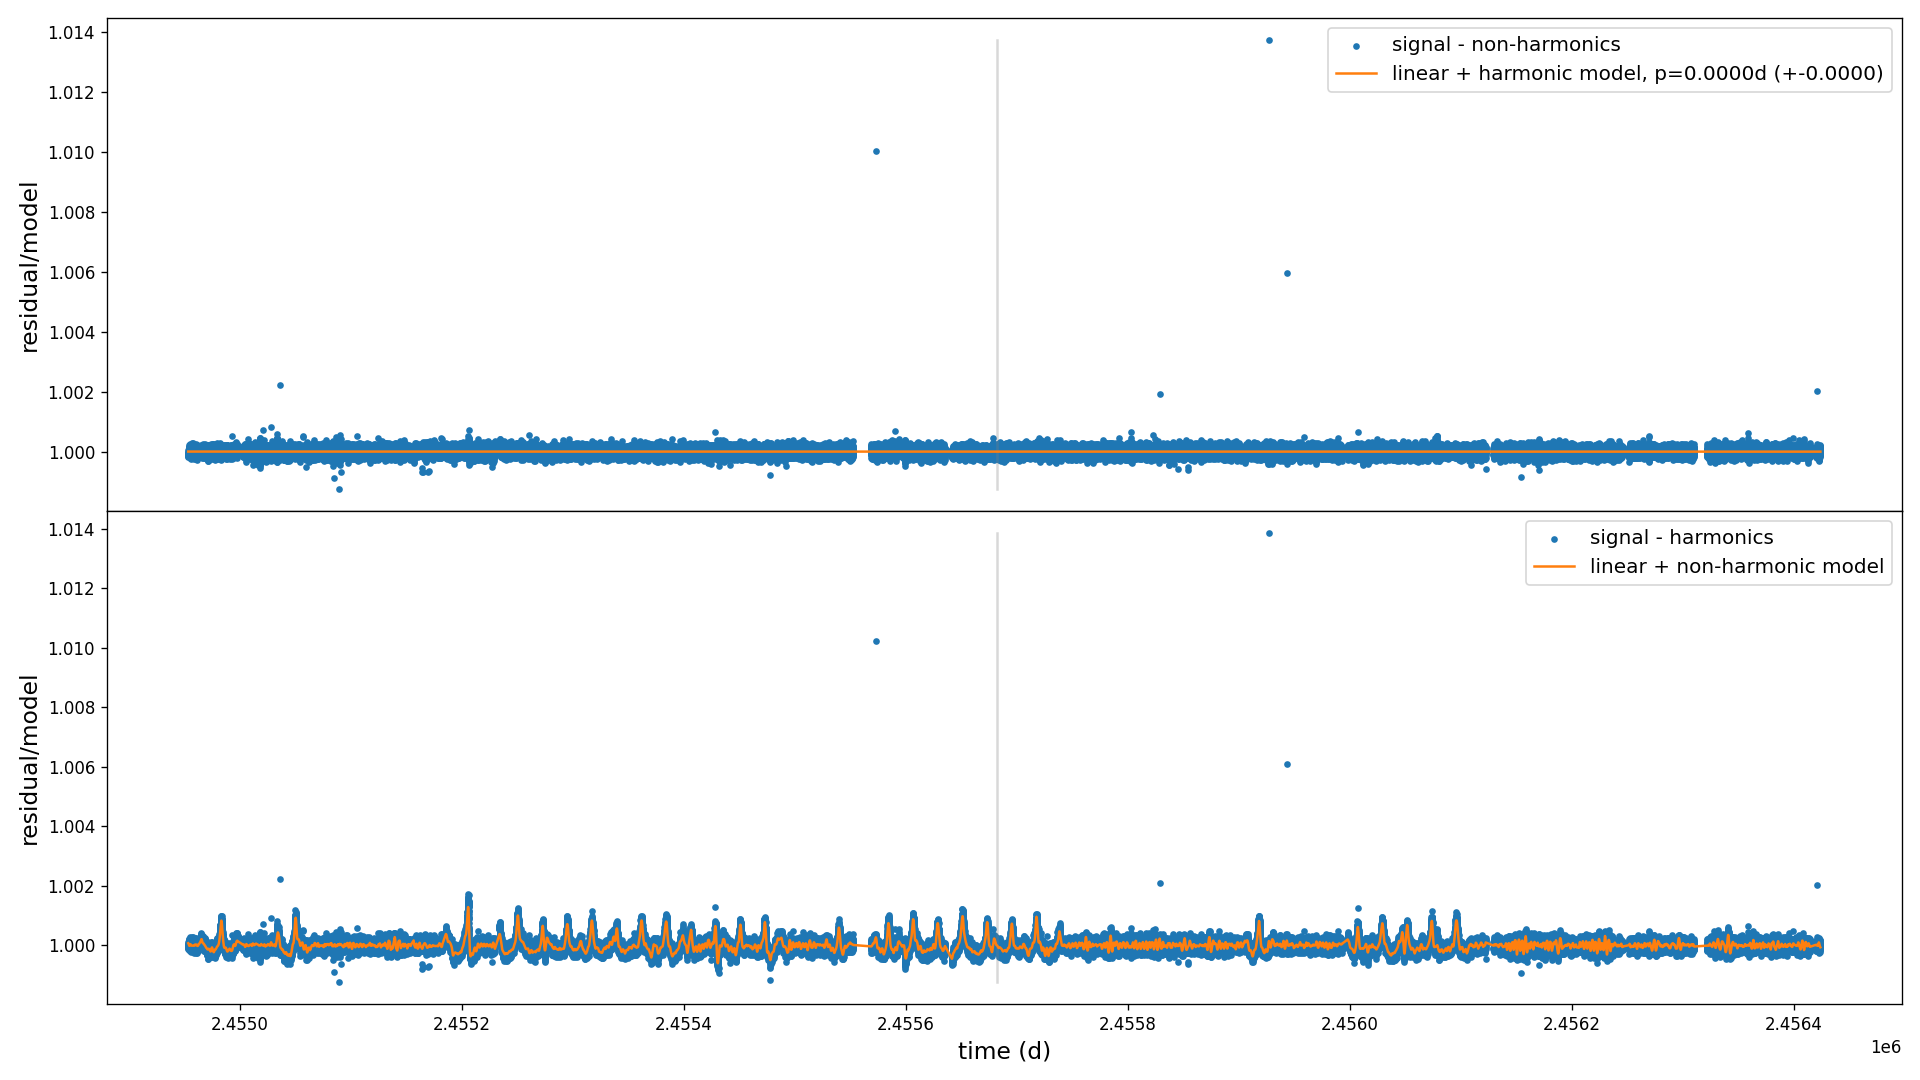 1.014
1.012
1.010
1.008
1.006
1.004
1.002
1.000
residual/model
signal - non-harmonics
linear + harmonic model, p=0.0000d (+-0.0000)
1.014
1.012
1.010
1.008
1.006
1.004
1.002
1.000
residual/model
signal - harmonics
linear + non-harmonic model
2.4550 2.4552 2.4554 2.4556 2.4558 2.4560 2.4562 2.4564
1e6
time (d)